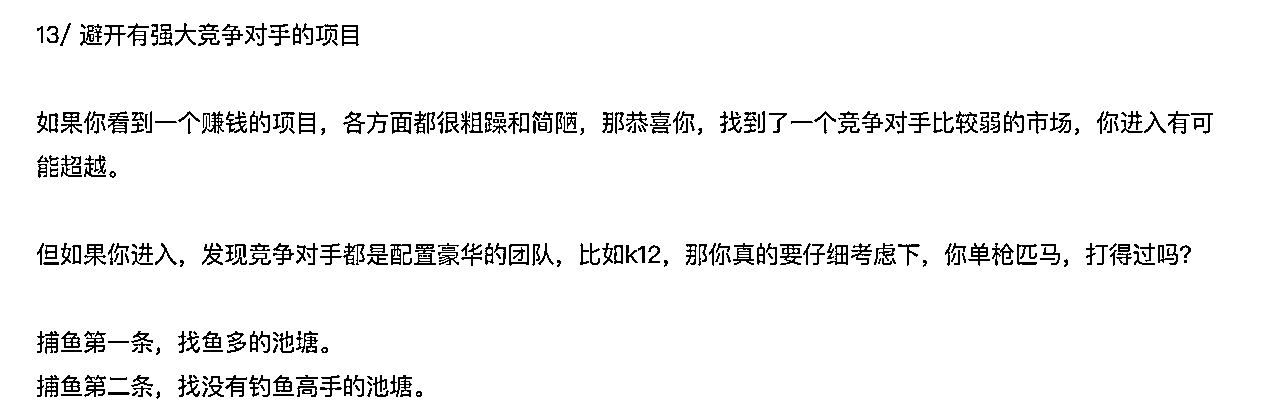 13/ 避开有强大竞争对手的项目
如果你看到一个赚钱的项目，各方面都很粗躁和简陋，那恭喜你，找到了一个竞争对手比较弱的市场，你进入有可
能超越。
但如果你进入，发现竞争对手都是配置豪华的团队，比如k12，那你真的要仔细考虑下，你单枪匹马，打得过吗？
捕鱼第一条，找鱼多的池塘。
捕鱼第二条，找没有钓鱼高手的池塘。